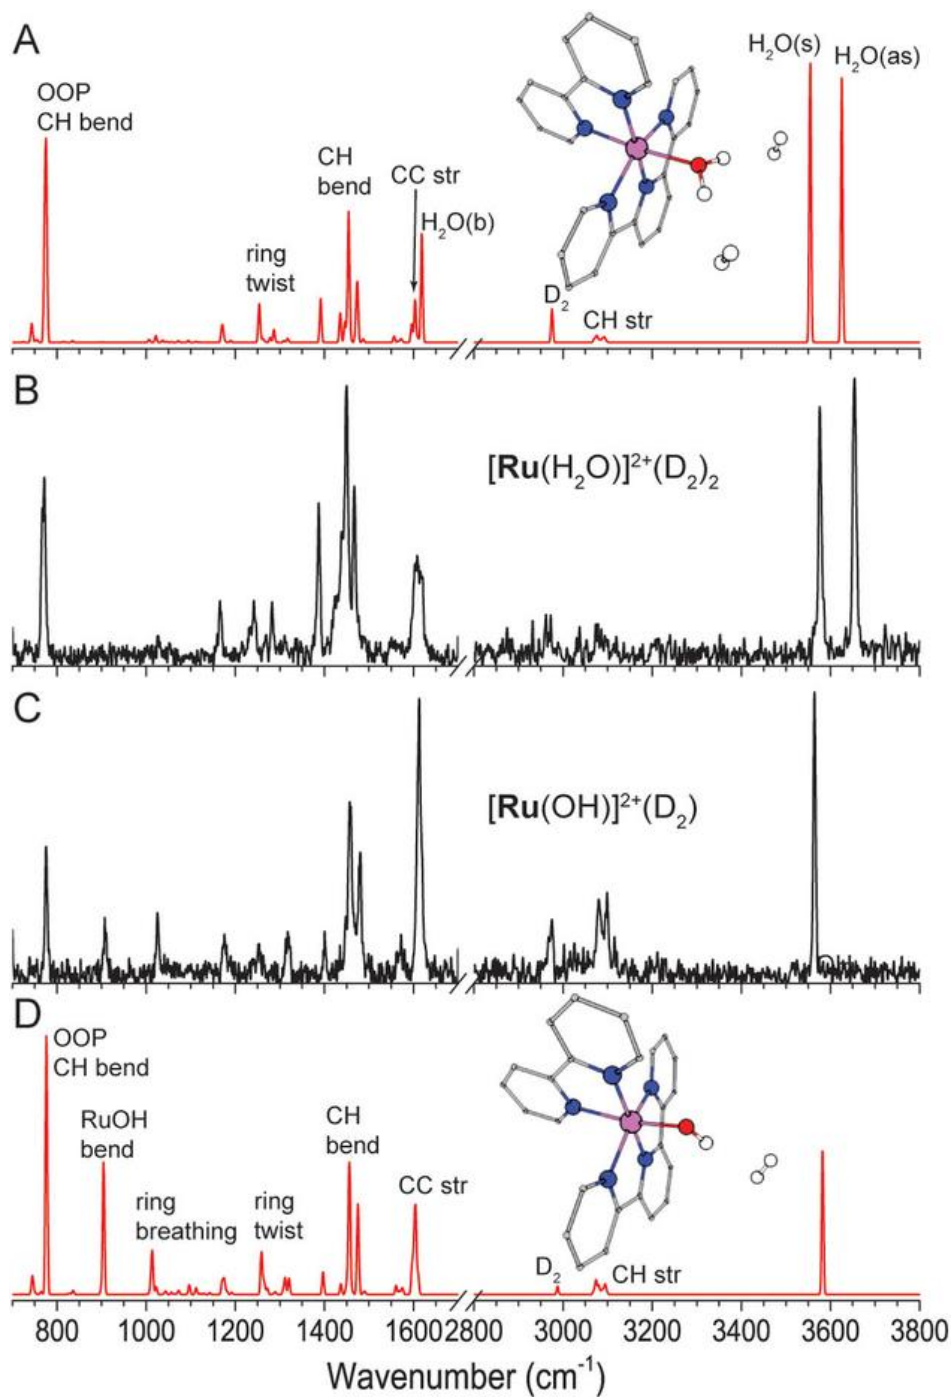 A
OOP
CH bend
ring
twist
CH
bend
CC str
H₂O(b)
D₂
CH str
H₂O(s)
H₂O(as)
B
[Ru(H₂O)]²⁺(D₂)₂
C
[Ru(OH)]²⁺(D₂)
D
OOP
CH bend
RuOH
bend
ring
breathing
ring
twist
CH
bend
CC str
D₂
CH str
800 1000 1200 1400 1600 2800 3000 3200 3400 3600 3800
Wavenumber (cm⁻¹)